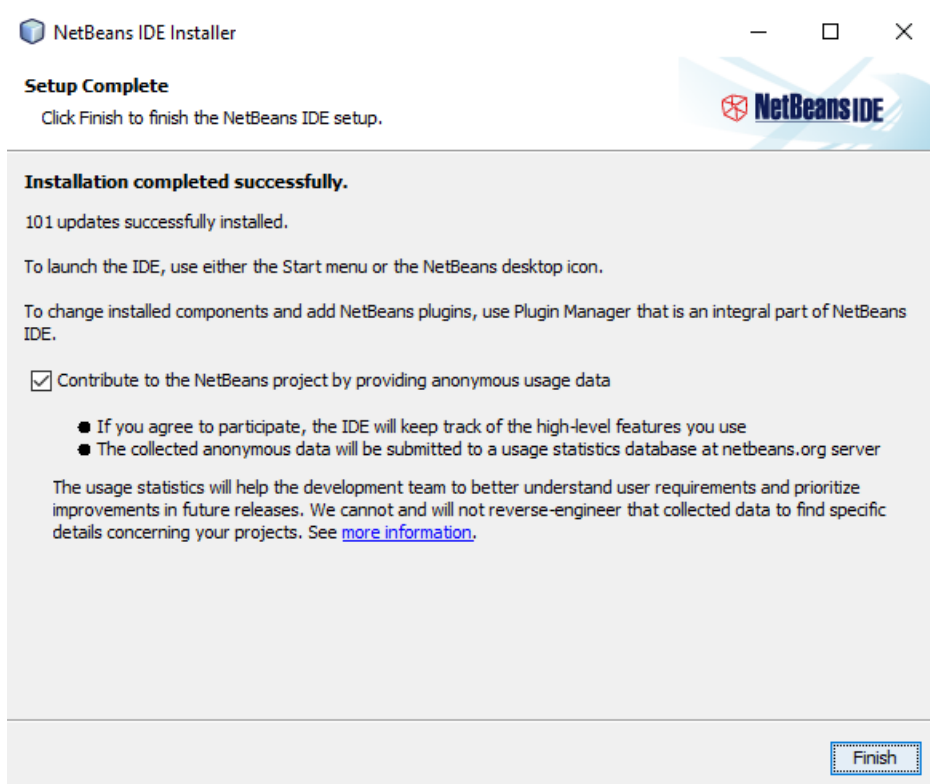 NetBeans IDE Installer
Setup Complete
Click Finish to finish the NetBeans IDE setup.
NetBeans IDE
Installation completed successfully.
101 updates successfully installed.
To launch the IDE, use either the Start menu or the NetBeans desktop icon.
To change installed components and add NetBeans plugins, use Plugin Manager that is an integral part of NetBeans
IDE.
Contribute to the NetBeans project by providing anonymous usage data
If you agree to participate, the IDE will keep track of the high-level features you use
The collected anonymous data will be submitted to a usage statistics database at netbeans.org server
The usage statistics will help the development team to better understand user requirements and prioritize
improvements in future releases. We cannot and will not reverse-engineer that collected data to find specific
details concerning your projects. See more information.
Finish